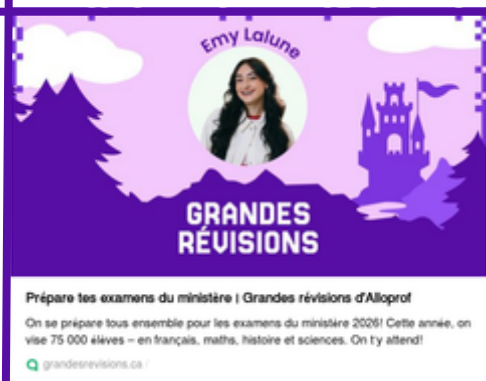 Emy Lalune
GRANDES
RÉVISIONS
Prépare tes examens du ministère | Grandes révisions d'Alloprof
On se prépare tous ensemble pour les examens du ministère 2026! Cette année, on
vise 75 000 élèves – en français, maths, histoire et sciences. On t'y attend!
grandesrevisions.ca